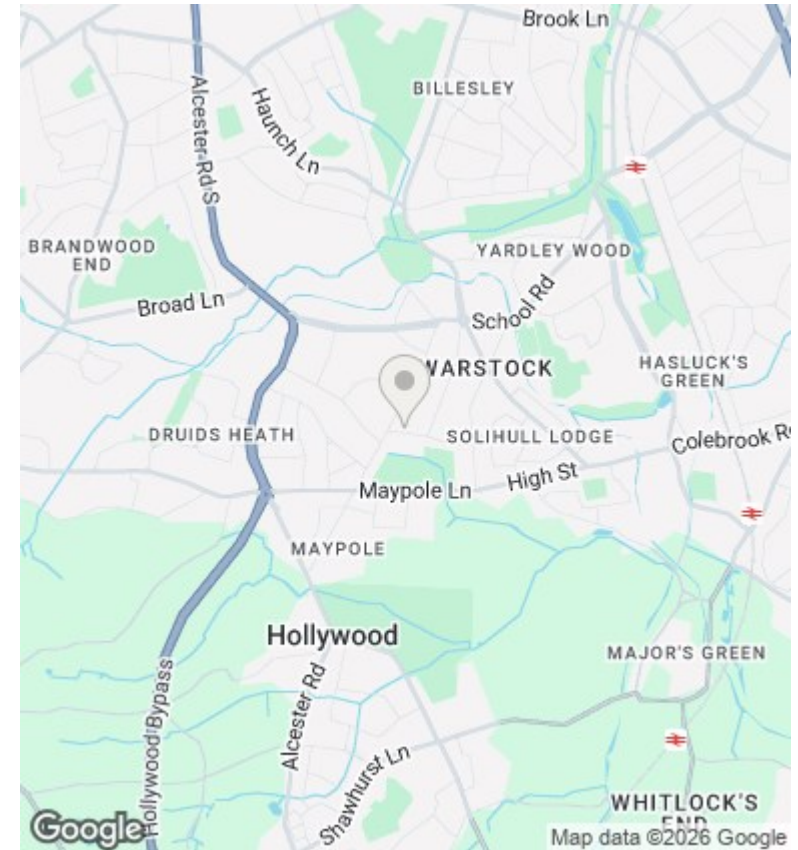 Brook Ln
BILLESLEY
Alcester Rd S
Haunch Ln
BRANDWOOD
END
YARDLEY WOOD
Broad Ln
School Rd
WARSTOCK
HASLUCK'S
GREEN
DRUIDS HEATH
SOLIHULL LODGE
Colebrook Rd
High St
Maypole Ln
MAYPOLE
Hollywood
MAJOR'S GREEN
Hollywood Bypass
Alcester Rd
Shawhurst Ln
WHITLOCK'S
END
Google
Map data ©2026 Google